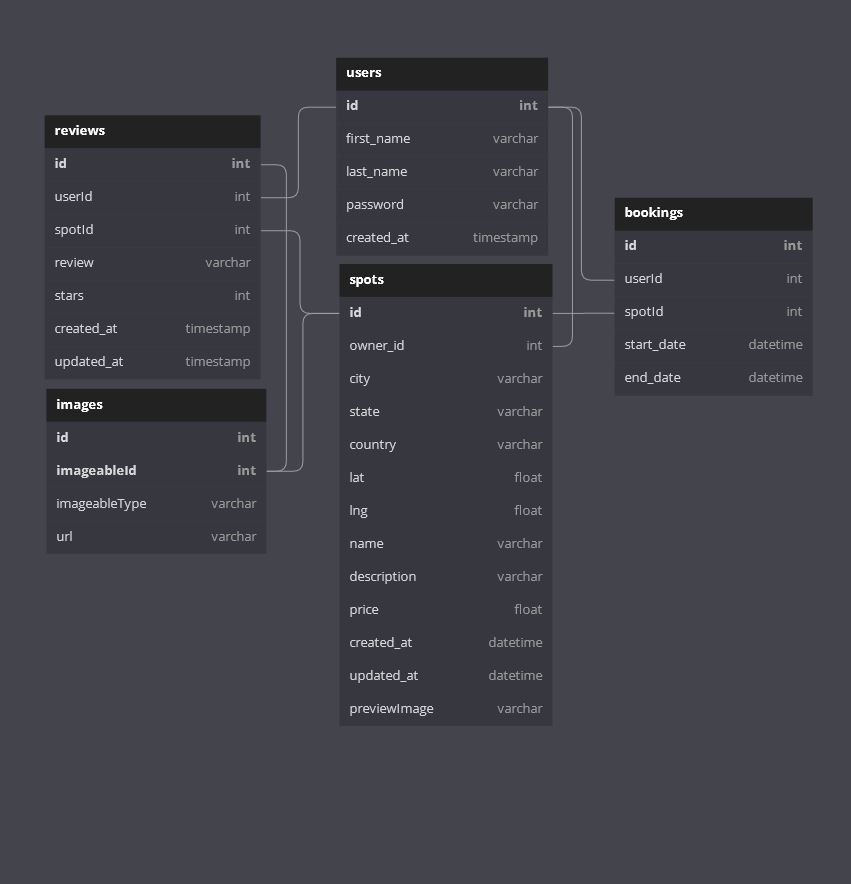 users
id int
first_name varchar
last_name varchar
password varchar
created_at timestamp
reviews
id int
userId int
spotId int
review varchar
stars int
created_at timestamp
updated_at timestamp
bookings
id int
userId int
spotId int
start_date datetime
end_date datetime
spots
id int
owner_id int
city varchar
state varchar
country varchar
lat float
lng float
name varchar
description varchar
price float
created_at datetime
updated_at datetime
previewImage varchar
images
id int
imageableId int
imageableType varchar
url varchar